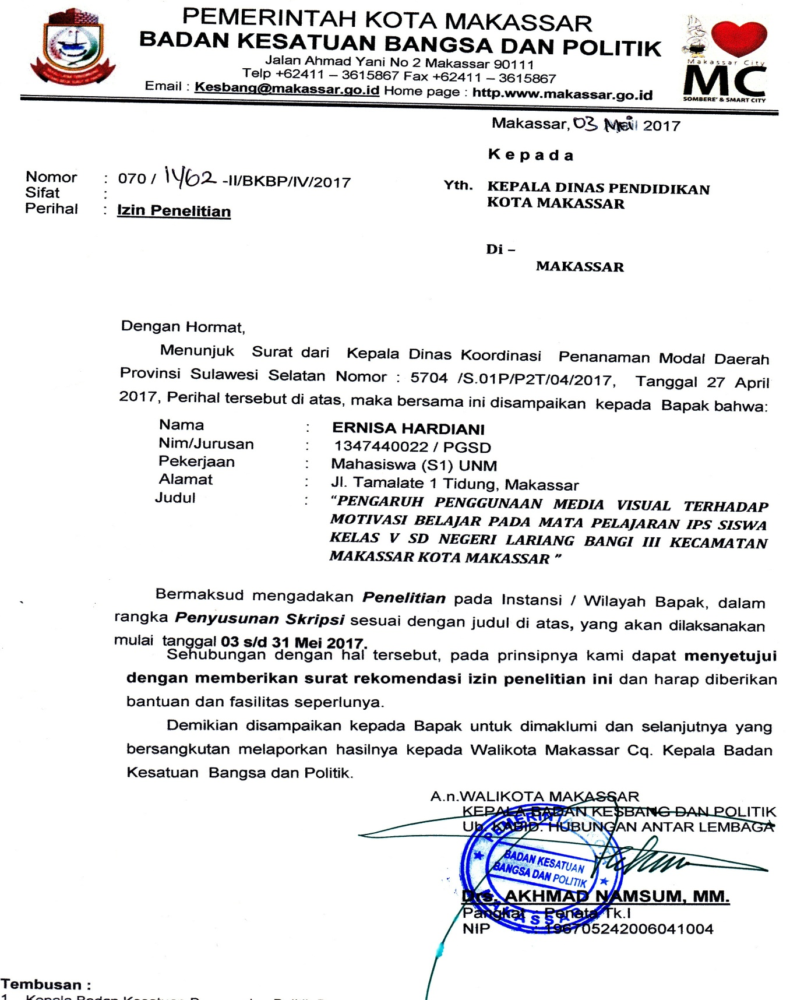 PEMERINTAH KOTA MAKASSAR
BADAN KESATUAN BANGSA DAN POLITIK
Jalan Ahmad Yani No 2 Makassar 90111
Telp +62411 – 3615867 Fax +62411 – 3615867
Email : Kesbang@makassar.go.id Home page : http.www.makassar.go.id
Makassar City
MC
SOMBERE' & SMART CITY
Makassar, 03 Mei 2017
Kepada
Nomor : 070 / 1462 -II/BKBP/IV/2017
Sifat :
Perihal : Izin Penelitian
Yth. KEPALA DINAS PENDIDIKAN
KOTA MAKASSAR
Di –
MAKASSAR
Dengan Hormat,
Menunjuk Surat dari Kepala Dinas Koordinasi Penanaman Modal Daerah
Provinsi Sulawesi Selatan Nomor : 5704 /S.01P/P2T/04/2017, Tanggal 27 April
2017, Perihal tersebut di atas, maka bersama ini disampaikan kepada Bapak bahwa:
Nama : ERNISA HARDIANI
Nim/Jurusan : 1347440022 / PGSD
Pekerjaan : Mahasiswa (S1) UNM
Alamat : Jl. Tamalate 1 Tidung, Makassar
Judul : "PENGARUH PENGGUNAAN MEDIA VISUAL TERHADAP
MOTIVASI BELAJAR PADA MATA PELAJARAN IPS SISWA
KELAS V SD NEGERI LARIANG BANGI III KECAMATAN
MAKASSAR KOTA MAKASSAR "
Bermaksud mengadakan Penelitian pada Instansi / Wilayah Bapak, dalam
rangka Penyusunan Skripsi sesuai dengan judul di atas, yang akan dilaksanakan
mulai tanggal 03 s/d 31 Mei 2017.
Sehubungan dengan hal tersebut, pada prinsipnya kami dapat menyetujui
dengan memberikan surat rekomendasi izin penelitian ini dan harap diberikan
bantuan dan fasilitas seperlunya.
Demikian disampaikan kepada Bapak untuk dimaklumi dan selanjutnya yang
bersangkutan melaporkan hasilnya kepada Walikota Makassar Cq. Kepala Badan
Kesatuan Bangsa dan Politik.
A.n.WALIKOTA MAKASSAR
KEPALA BADAN KESBANG DAN POLITIK
Ub. KABID. HUBUNGAN ANTAR LEMBAGA
PEMERINTAH KOTA
BADAN KESATUAN
BANGSA DAN POLITIK
MAKASSAR
Drs. AKHMAD NAMSUM, MM.
Pangkat : Penata Tk.I
NIP : 196705242006041004
Tembusan :
1. Kepala Badan Kesatuan